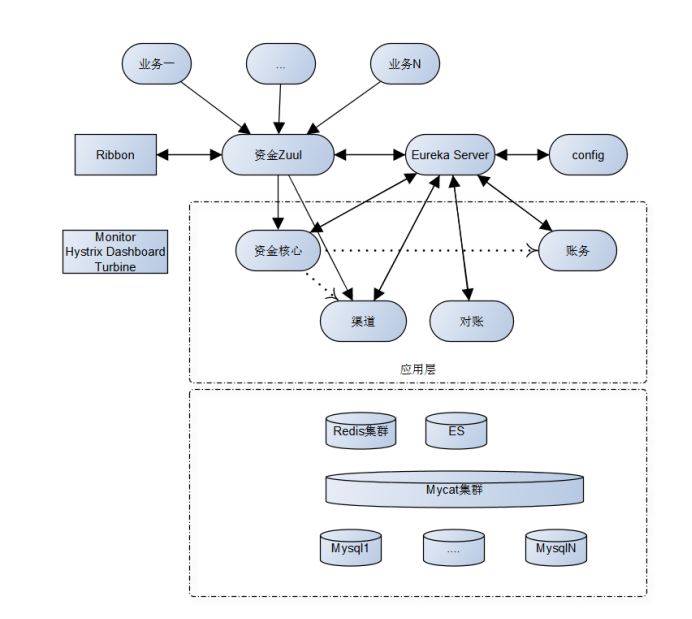 业务一
...
业务N
Ribbon
资金Zuul
Eureka Server
config
Monitor
Hystrix Dashboard
Turbine
资金核心
账务
渠道
对账
应用层
Redis集群
ES
Mycat集群
Mysql1
....
MysqlN